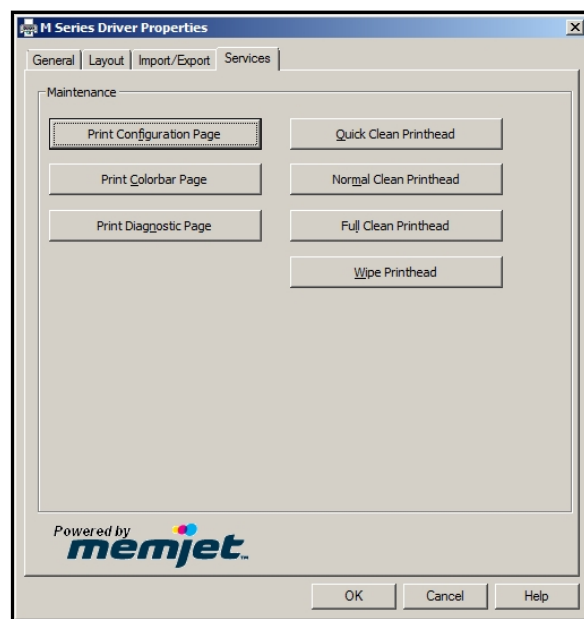 M Series Driver Properties
General Layout Import/Export Services
Maintenance
Print Configuration Page
Quick Clean Printhead
Print Colorbar Page
Normal Clean Printhead
Print Diagnostic Page
Full Clean Printhead
Wipe Printhead
Powered by
memjet™
OK Cancel Help